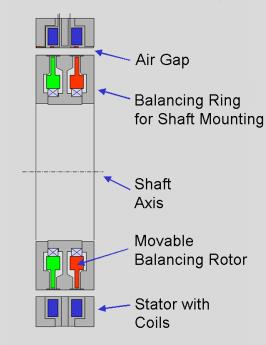 Air Gap
Balancing Ring
for Shaft Mounting
Shaft
Axis
Movable
Balancing Rotor
Stator with
Coils